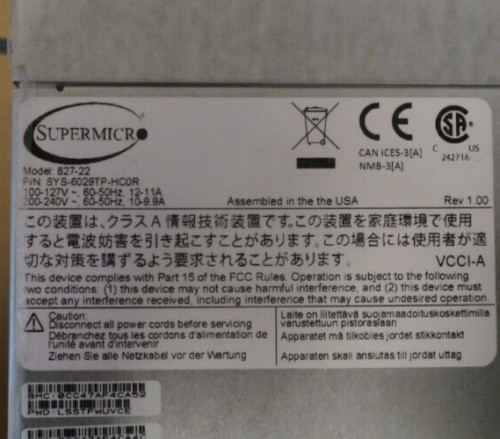 SUPERMICRO
Model: 827-22
P/N: SYS-6029TP-HC0R
100-127V ~, 60-50Hz, 12-11A
200-240V ~, 60-50Hz, 10-9.9A
CAN ICES-3[A]
NMB-3[A]
C US
242716
Assembled in the the USA
Rev 1.00
この装置は、クラスA情報技術装置です。この装置を家庭環境で使用
すると電波妨害を引き起こすことがあります。この場合には使用者が適
切な対策を講ずるよう要求されることがあります。
VCCI-A
This device complies with Part 15 of the FCC Rules. Operation is subject to the following
two conditions: (1) this device may not cause harmful interference, and (2) this device must
accept any interference received, including interference that may cause undesired operation.
Caution:
Disconnect all power cords before servicing
Débranchez tous les cordons d'alimentation de
l'unité avant d'intervenir
Ziehen Sie alle Netzkabel vor der Wartung
Laite on liitettävä suojamaadoituskoskettimilla
varustettuun pistorasiaan
Apparatet må tilkobles jordet stikkontakt
Apparaten skall anslutas till jordat uttag
BMC: 0CC47AF4CA52
PWD: LSSTFWUVCE